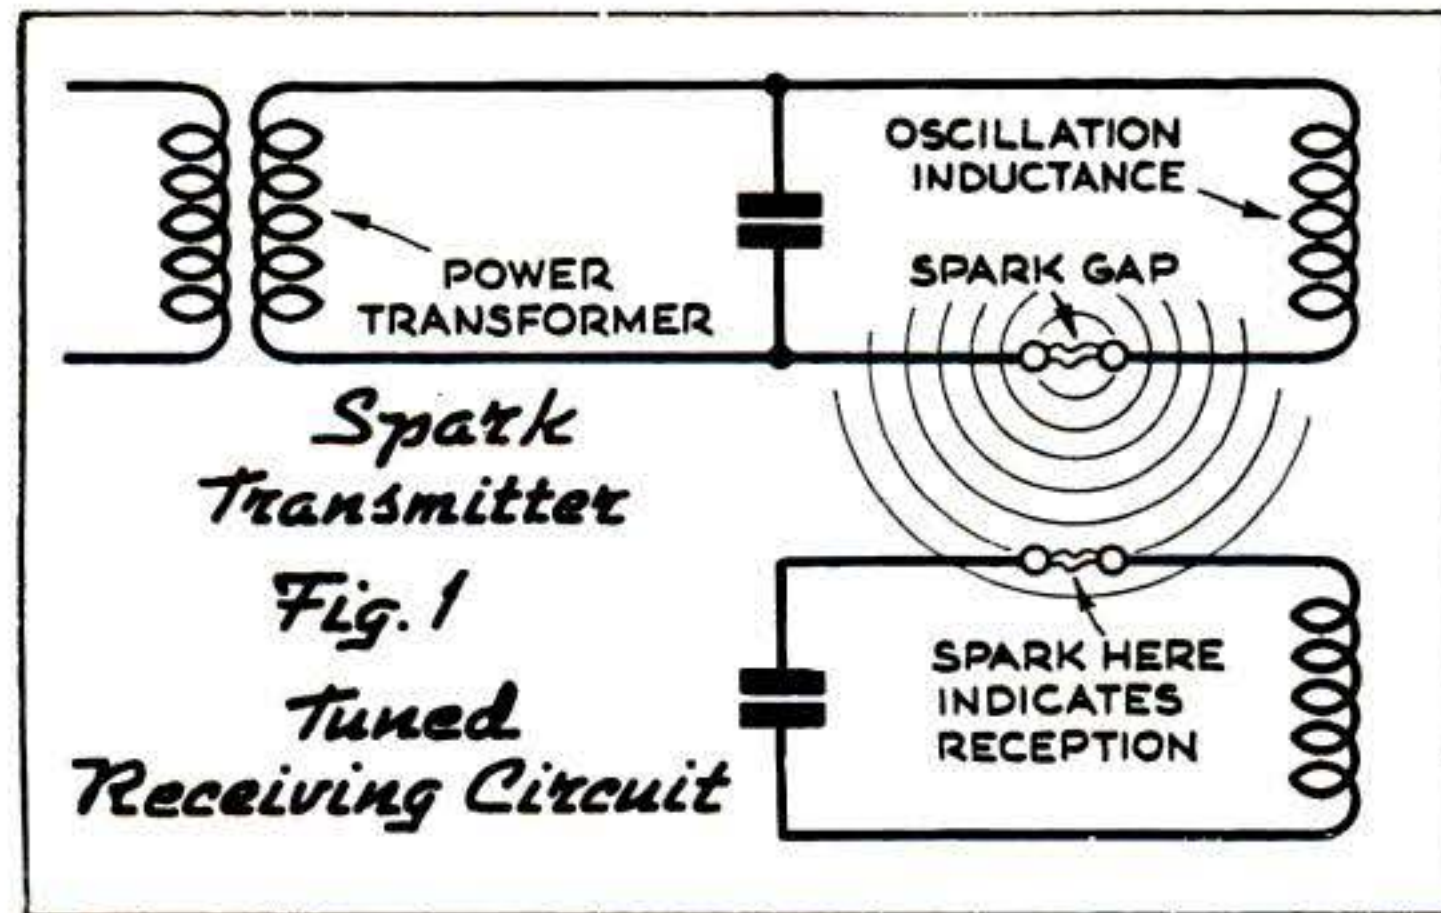 OSCILLATION
INDUCTANCE
POWER
TRANSFORMER
SPARK GAP
Spark
Transmitter
Fig. 1
Tuned
Receiving Circuit
SPARK HERE
INDICATES
RECEPTION